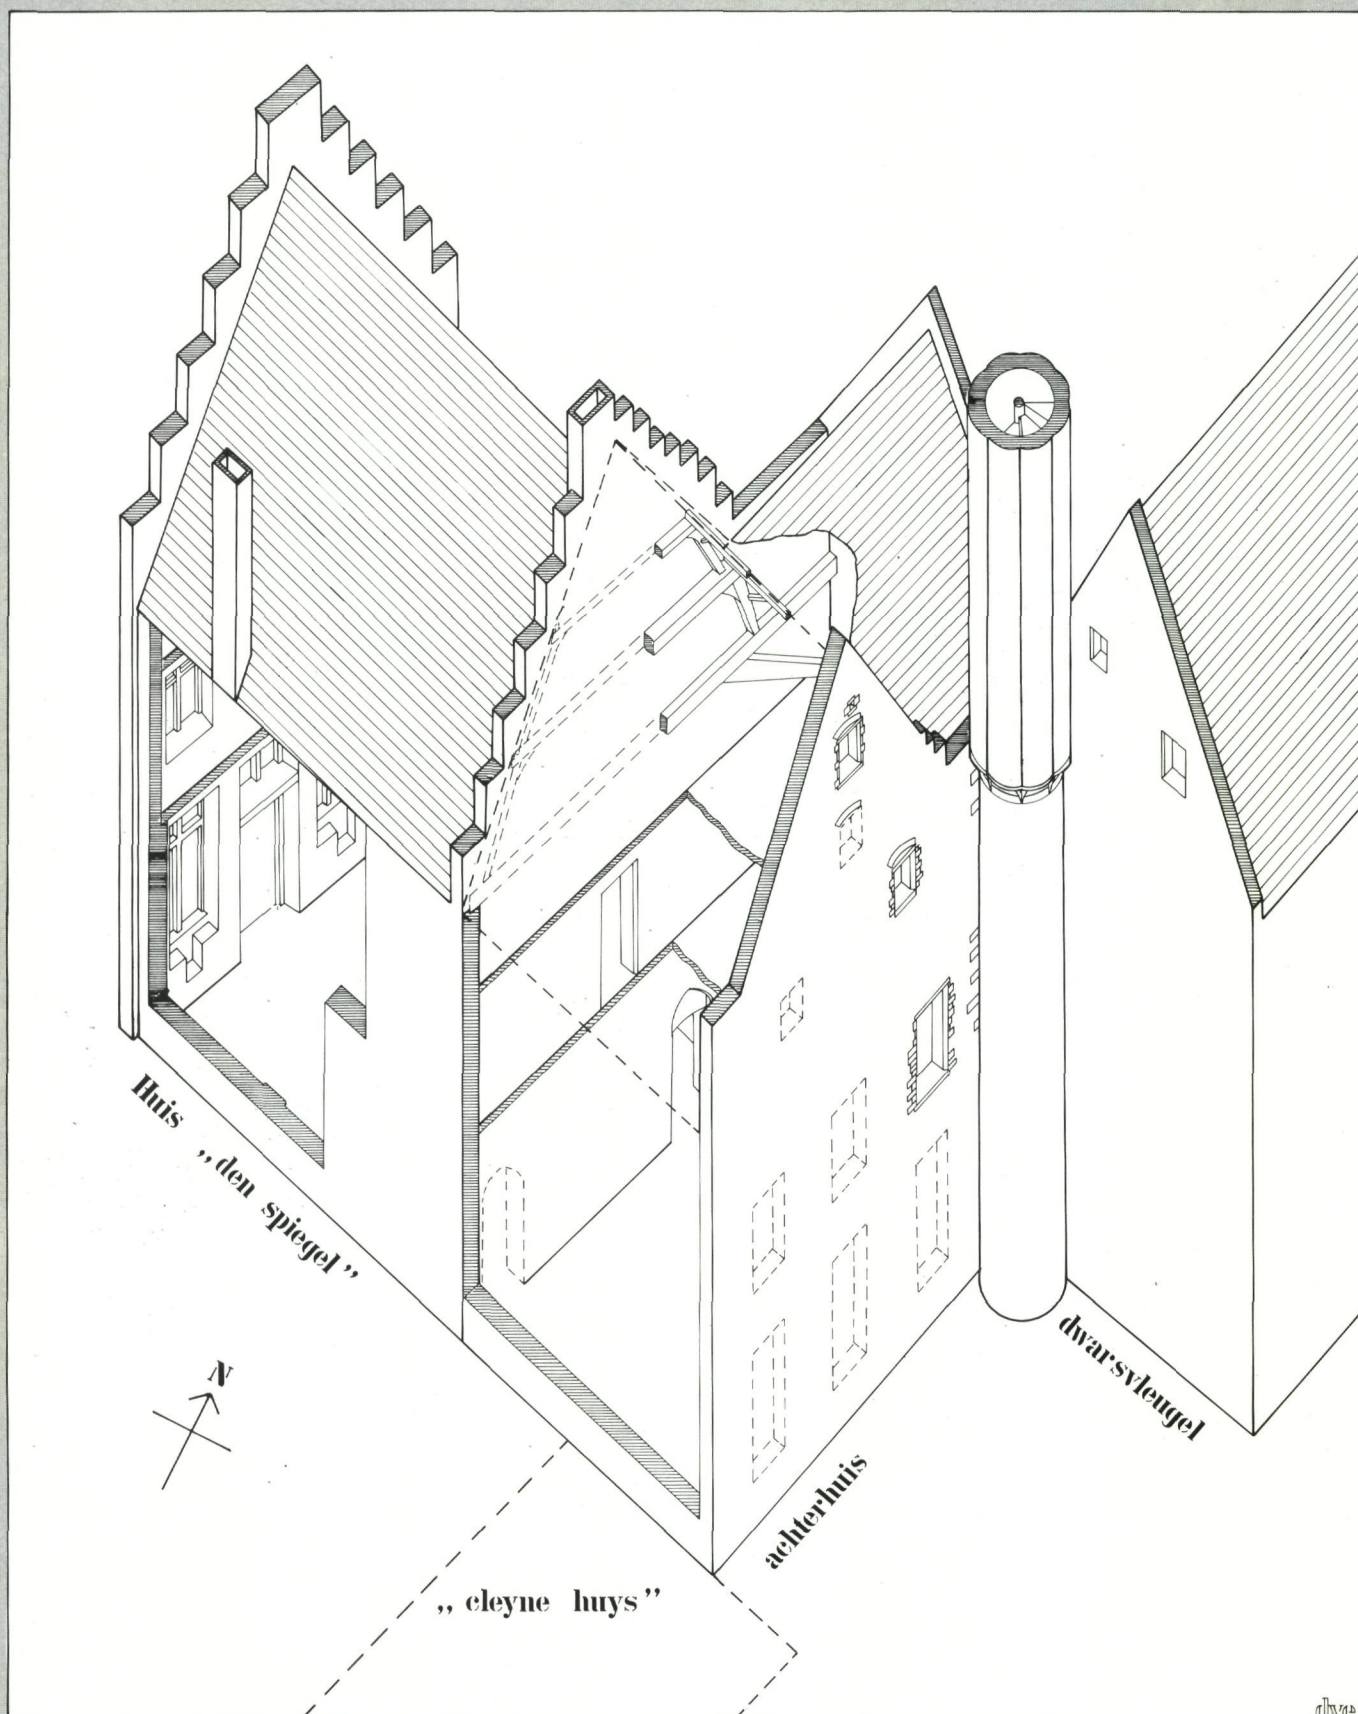 Huis „den spiegel”
N
dwarsvleugel
achterhuis
„cleyne huys”